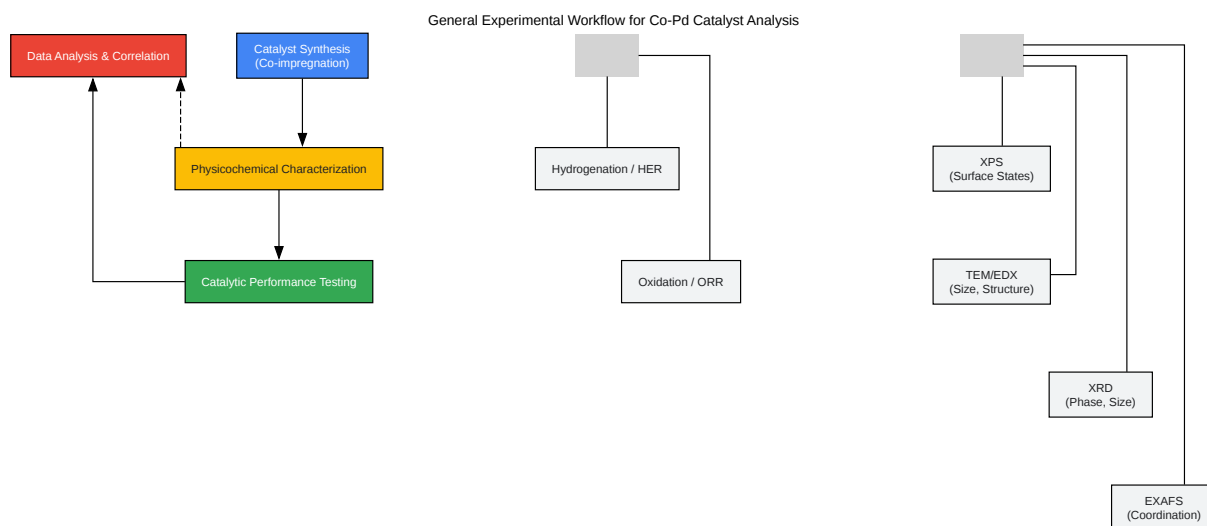 General Experimental Workflow for Co-Pd Catalyst Analysis
Data Analysis & Correlation
Catalyst Synthesis
(Co-impregnation)
Physicochemical Characterization
Catalytic Performance Testing
Hydrogenation / HER
Oxidation / ORR
XPS
(Surface States)
TEM/EDX
(Size, Structure)
XRD
(Phase, Size)
EXAFS
(Coordination)